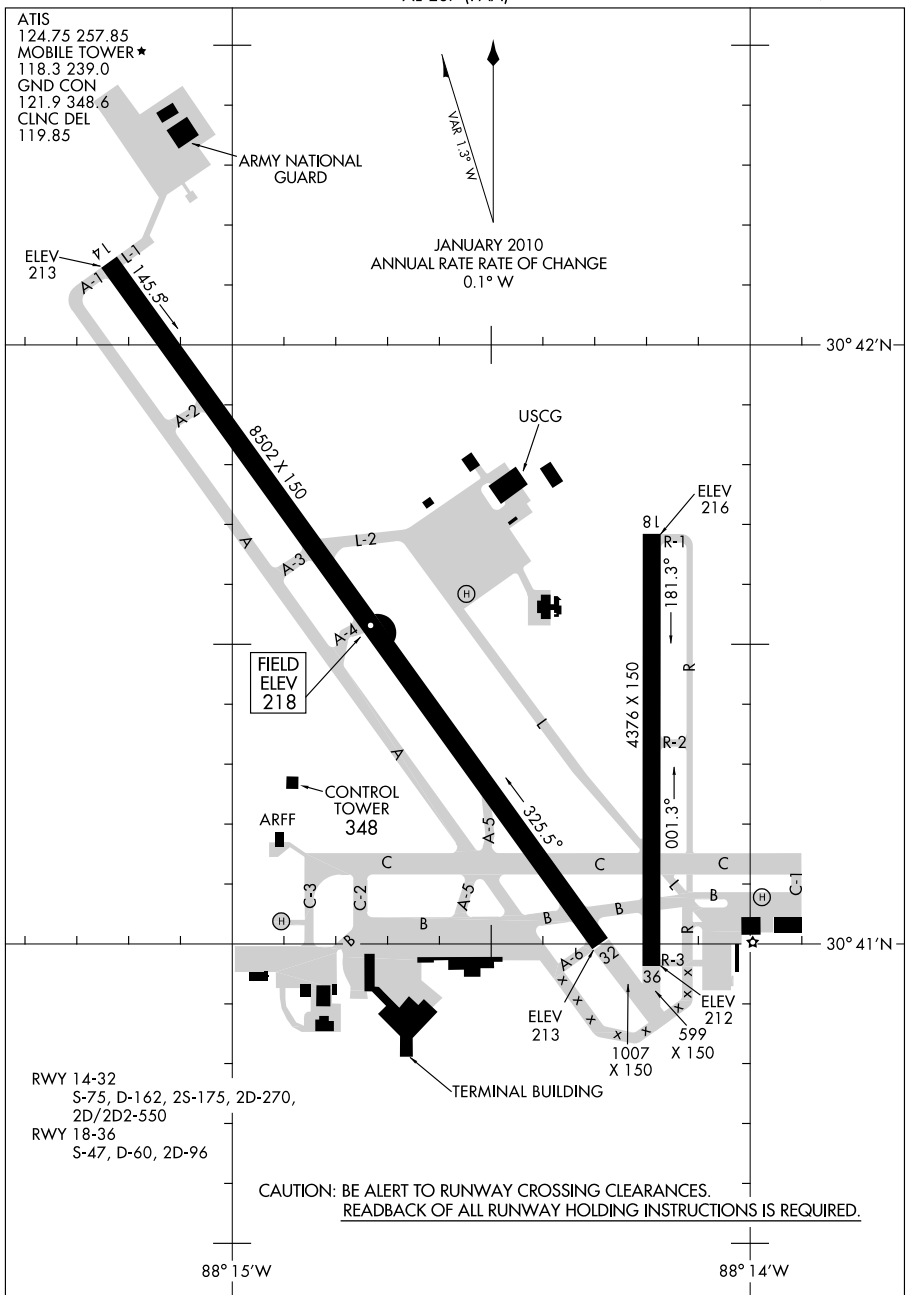 ATIS
124.75 257.85
MOBILE TOWER ★
118.3 239.0
GND CON
121.9 348.6
CLNC DEL
119.85
ARMY NATIONAL
GUARD
VAR 1.3° W
JANUARY 2010
ANNUAL RATE RATE OF CHANGE
0.1° W
ELEV
213
14
L-1
A-1
145.5°
30° 42'N
A-2
8502 X 150
USCG
ELEV
216
18
R-1
A
L-2
A-3
181.3°
H
A-4
FIELD
ELEV
218
4376 X 150
R
L
R-2
A
CONTROL
TOWER
348
001.3°
325.5°
ARFF
A-5
C
C
C
C-3
C-2
A-5
L
C-1
B
B
B
B
H
H
B
R
30° 41'N
A-6
32
R-3
36
x
x
x
x
x
x
x
x
ELEV
213
ELEV
212
1007
X 150
599
X 150
TERMINAL BUILDING
RWY 14-32
S-75, D-162, 2S-175, 2D-270,
2D/2D2-550
RWY 18-36
S-47, D-60, 2D-96
CAUTION: BE ALERT TO RUNWAY CROSSING CLEARANCES.
READBACK OF ALL RUNWAY HOLDING INSTRUCTIONS IS REQUIRED.
88° 15'W
88° 14'W